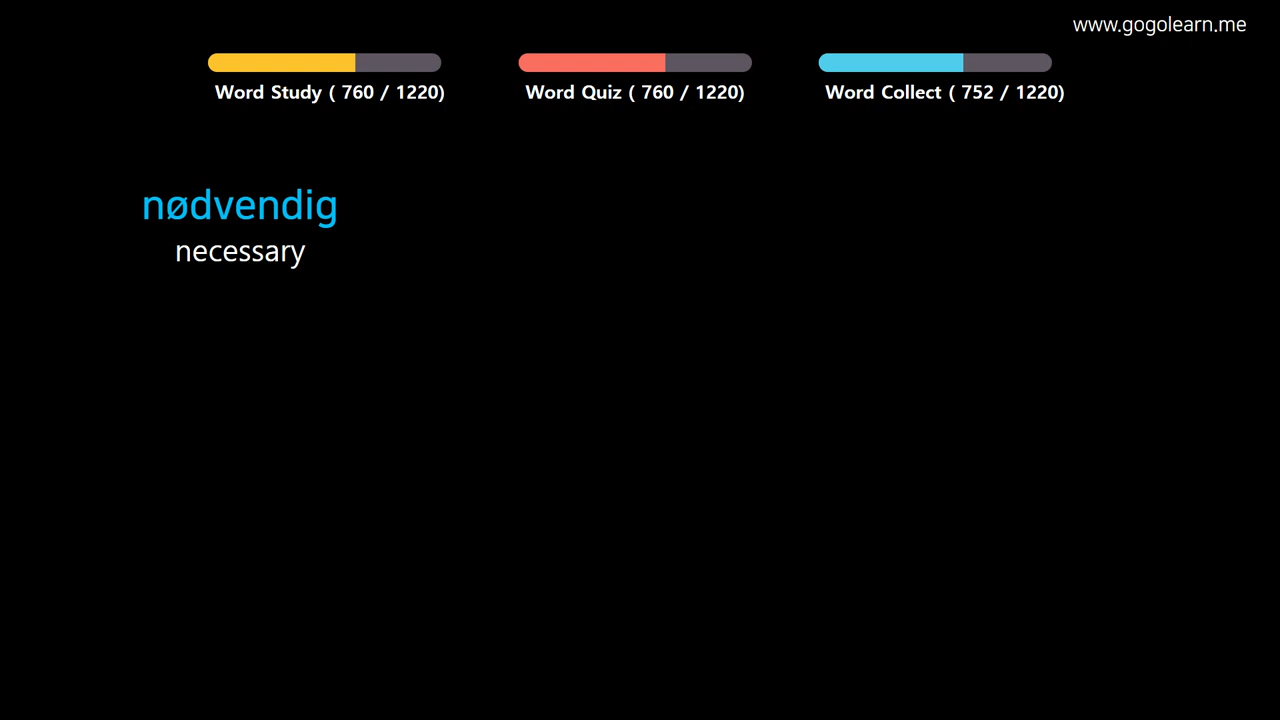 www.gogolearn.me
Word Study ( 760 / 1220)
Word Quiz ( 760 / 1220)
Word Collect ( 752 / 1220)
nødvendig
necessary